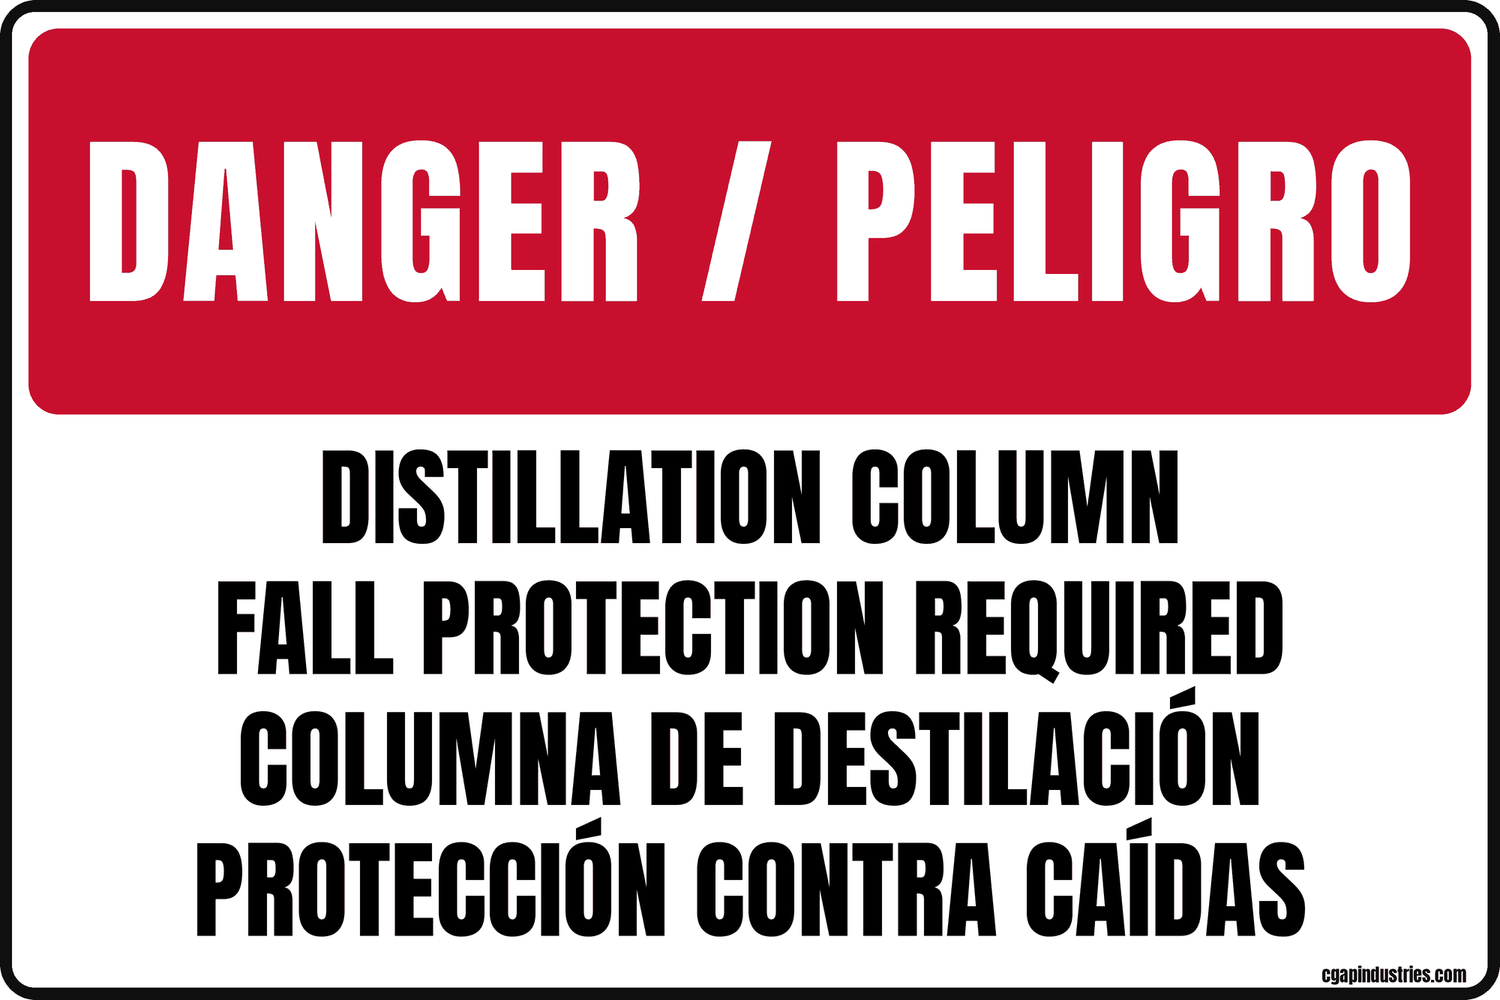 DANGER / PELIGRO
DISTILLATION COLUMN
FALL PROTECTION REQUIRED
COLUMNA DE DESTILACIÓN
PROTECCIÓN CONTRA CAÍDAS
cgapindustries.com